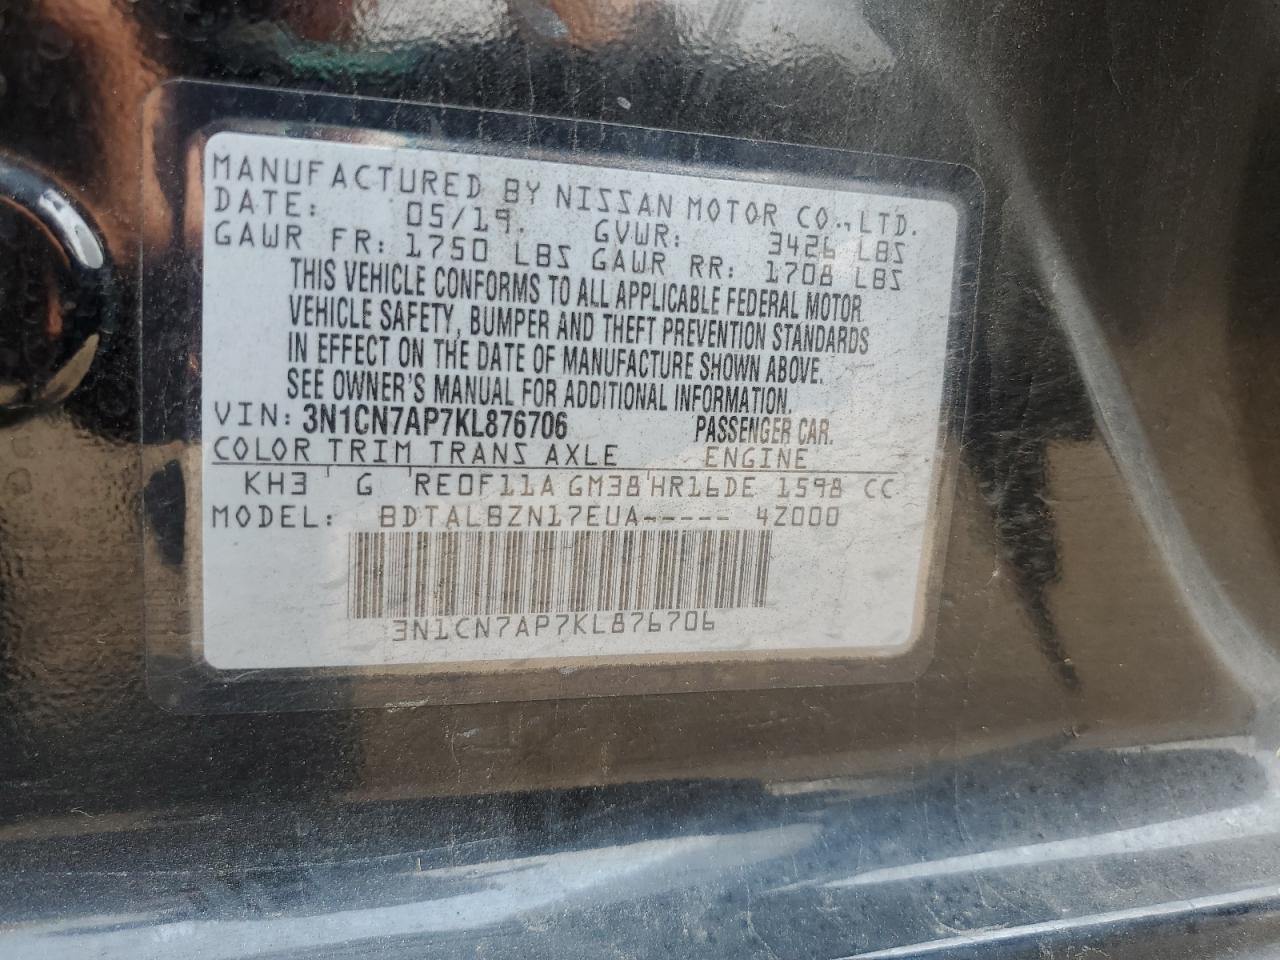 MANUFACTURED BY NISSAN MOTOR CO., LTD.
DATE: 05/19. GVWR: 3426 LBS
GAWR FR: 1750 LBS GAWR RR: 1708 LBS
THIS VEHICLE CONFORMS TO ALL APPLICABLE FEDERAL MOTOR
VEHICLE SAFETY, BUMPER AND THEFT PREVENTION STANDARDS
IN EFFECT ON THE DATE OF MANUFACTURE SHOWN ABOVE.
SEE OWNER'S MANUAL FOR ADDITIONAL INFORMATION.
VIN: 3N1CN7AP7KL876706 PASSENGER CAR.
COLOR TRIM TRANS AXLE ENGINE
KH3 G RE0F11A GM38 HR16DE 1598 CC
MODEL: BDTALBZN17EUA----- 4Z000
3N1CN7AP7KL876706